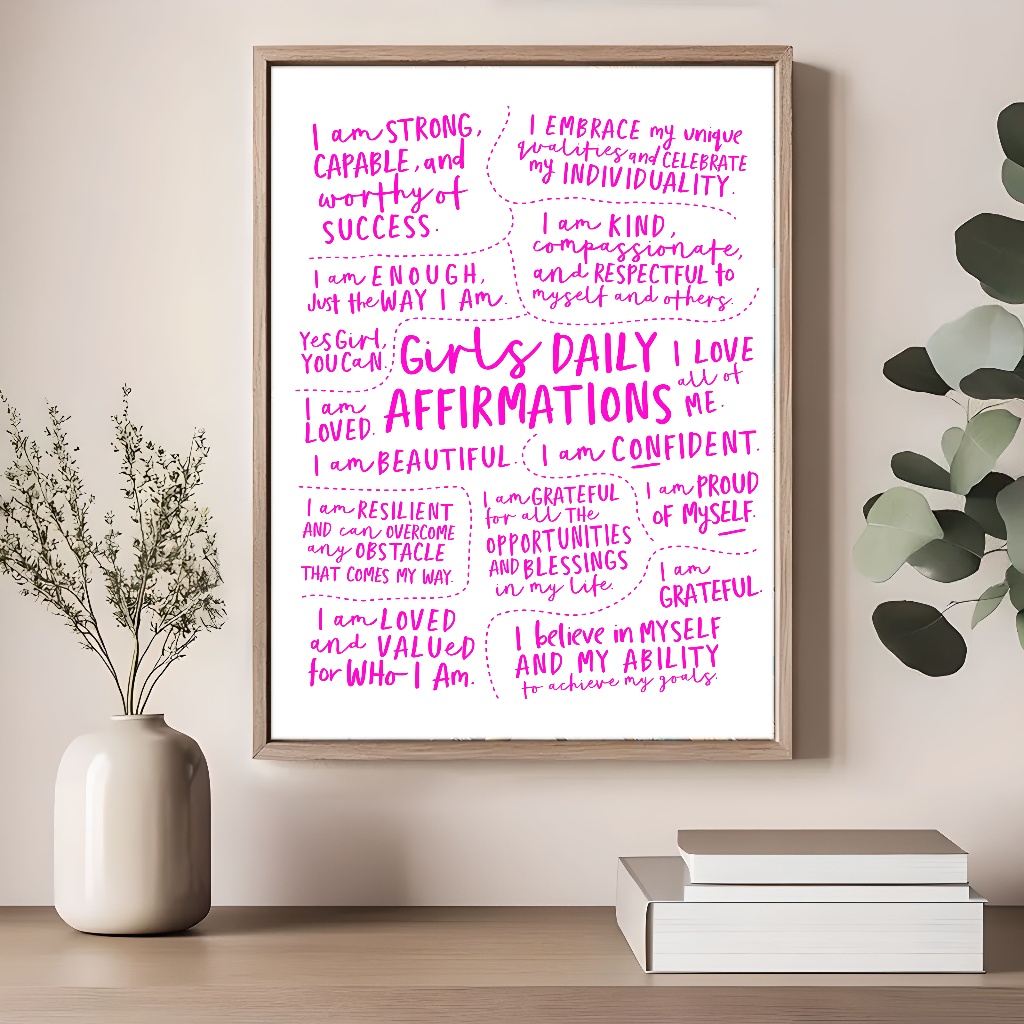 I am STRONG,
CAPABLE, and
worthy of
SUCCESS.
I EMBRACE my unique
qualities and CELEBRATE
my INDIVIDUALITY.
I am KIND,
compassionate,
and RESPECTFUL to
myself and others.
I am ENOUGH,
Just the WAY I Am.
Yes Girl,
YOU CaN.
Girls DAILY
AFFIRMATIONS
I LOVE
all of
ME.
I am
LOVED.
I am BEAUTIFUL.
I am CONFIDENT.
I am RESILIENT
AND can OVERCOME
any OBSTACLE
THAT COMES MY WAY.
I am GRATEFUL
for all THe
OPPORTUNITIES
AND BLESSINGS
in my life.
I am PROUD
OF MySELF.
I am
GRATEFUL.
I am LOVED
and VALUeD
for WHo I Am.
I believe in MYSELF
AND MY ABILITY
to achieve my goals.